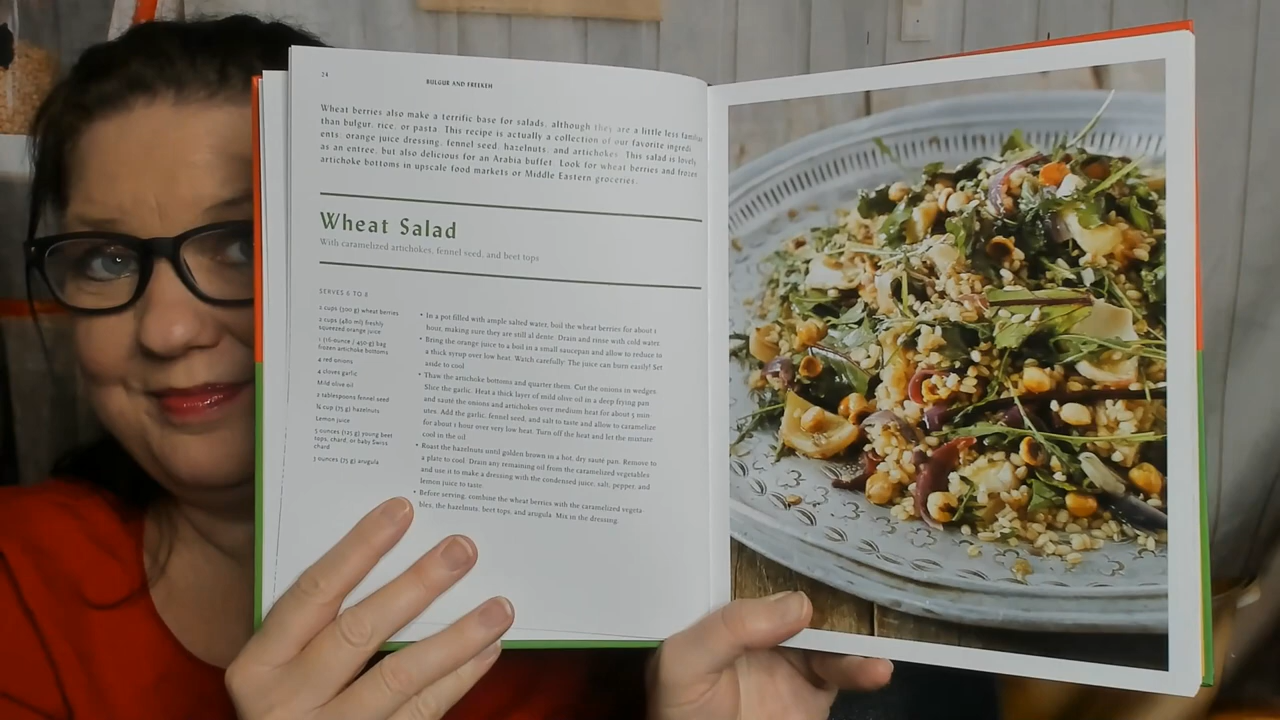 24
BULGUR AND FREEKEH
Wheat berries also make a terrific base for salads, although they are a little less familiar
than bulgur, rice, or pasta. This recipe is actually a collection of our favorite ingredi-
ents: orange juice dressing, fennel seed, hazelnuts, and artichokes. This salad is lovely
as an entree, but also delicious for an Arabia buffet. Look for wheat berries and frozen
artichoke bottoms in upscale food markets or Middle Eastern groceries.
Wheat Salad
With caramelized artichokes, fennel seed, and beet tops
SERVES 6 TO 8
2 cups (300 g) wheat berries
2 cups (480 ml) freshly
squeezed orange juice
1 (16-ounce / 450-g) bag
frozen artichoke bottoms
4 red onions
4 cloves garlic
Mild olive oil
2 tablespoons fennel seed
¾ cup (75 g) hazelnuts
Lemon juice
5 ounces (125 g) young beet
tops, chard, or baby Swiss
chard
3 ounces (75 g) arugula
• In a pot filled with ample salted water, boil the wheat berries for about 1
hour, making sure they are still al dente. Drain and rinse with cold water.
• Bring the orange juice to a boil in a small saucepan and allow to reduce to
a thick syrup over low heat. Watch carefully: The juice can burn easily! Set
aside to cool.
• Thaw the artichoke bottoms and quarter them. Cut the onions in wedges.
Slice the garlic. Heat a thick layer of mild olive oil in a deep frying pan
and sauté the onions and artichokes over medium heat for about 5 min-
utes. Add the garlic, fennel seed, and salt to taste and allow to caramelize
for about 1 hour over very low heat. Turn off the heat and let the mixture
cool in the oil.
• Roast the hazelnuts until golden brown in a hot, dry sauté pan. Remove to
a plate to cool. Drain any remaining oil from the caramelized vegetables
and use it to make a dressing with the condensed juice, salt, pepper, and
lemon juice to taste.
• Before serving, combine the wheat berries with the caramelized vegeta-
bles, the hazelnuts, beet tops, and arugula. Mix in the dressing.